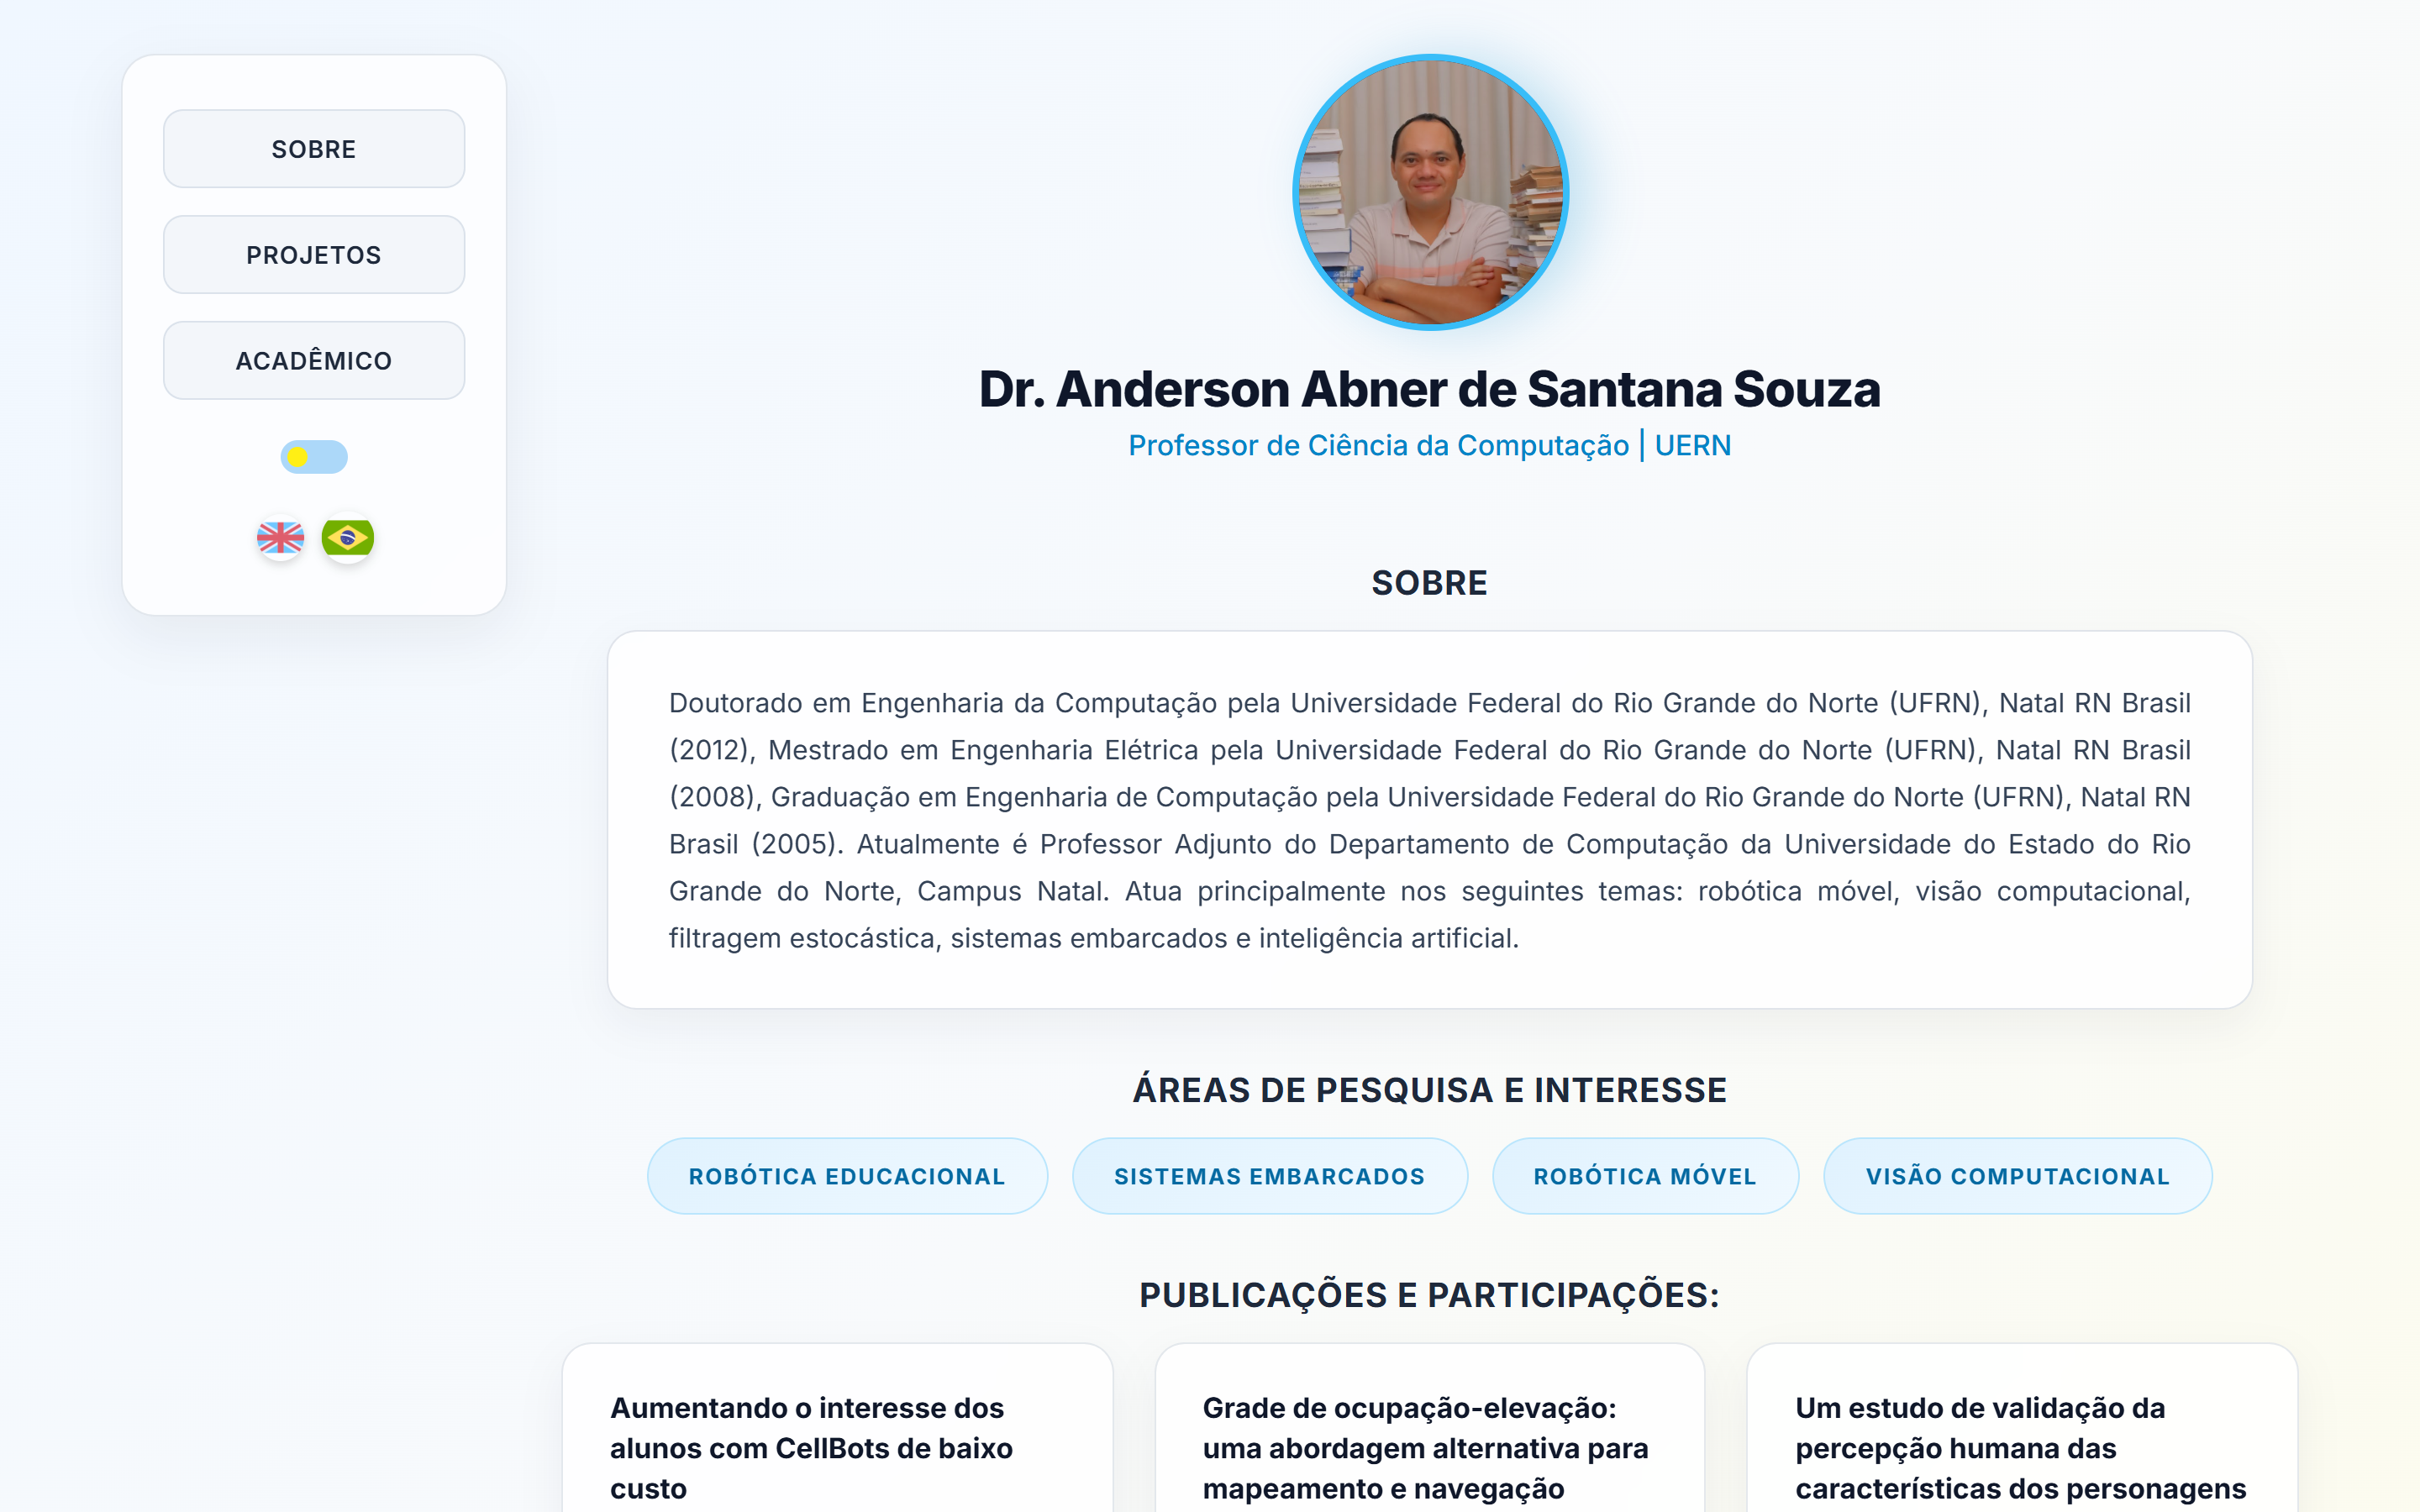 SOBRE
PROJETOS
ACADÊMICO
Dr. Anderson Abner de Santana Souza
Professor de Ciência da Computação | UERN
SOBRE
Doutorado em Engenharia da Computação pela Universidade Federal do Rio Grande do Norte (UFRN), Natal RN Brasil
(2012), Mestrado em Engenharia Elétrica pela Universidade Federal do Rio Grande do Norte (UFRN), Natal RN Brasil
(2008), Graduação em Engenharia de Computação pela Universidade Federal do Rio Grande do Norte (UFRN), Natal RN
Brasil (2005). Atualmente é Professor Adjunto do Departamento de Computação da Universidade do Estado do Rio
Grande do Norte, Campus Natal. Atua principalmente nos seguintes temas: robótica móvel, visão computacional,
filtragem estocástica, sistemas embarcados e inteligência artificial.
ÁREAS DE PESQUISA E INTERESSE
ROBÓTICA EDUCACIONAL
SISTEMAS EMBARCADOS
ROBÓTICA MÓVEL
VISÃO COMPUTACIONAL
PUBLICAÇÕES E PARTICIPAÇÕES:
Aumentando o interesse dos
alunos com CellBots de baixo
custo
Grade de ocupação-elevação:
uma abordagem alternativa para
mapeamento e navegação
Um estudo de validação da
percepção humana das
características dos personagens